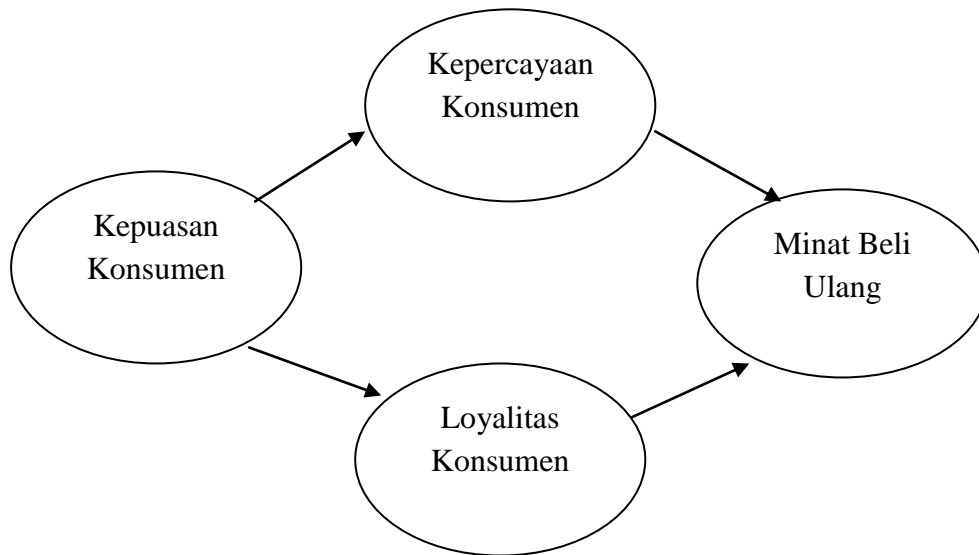 Kepercayaan
Konsumen
Kepuasan
Konsumen
Minat Beli
Ulang
Loyalitas
Konsumen